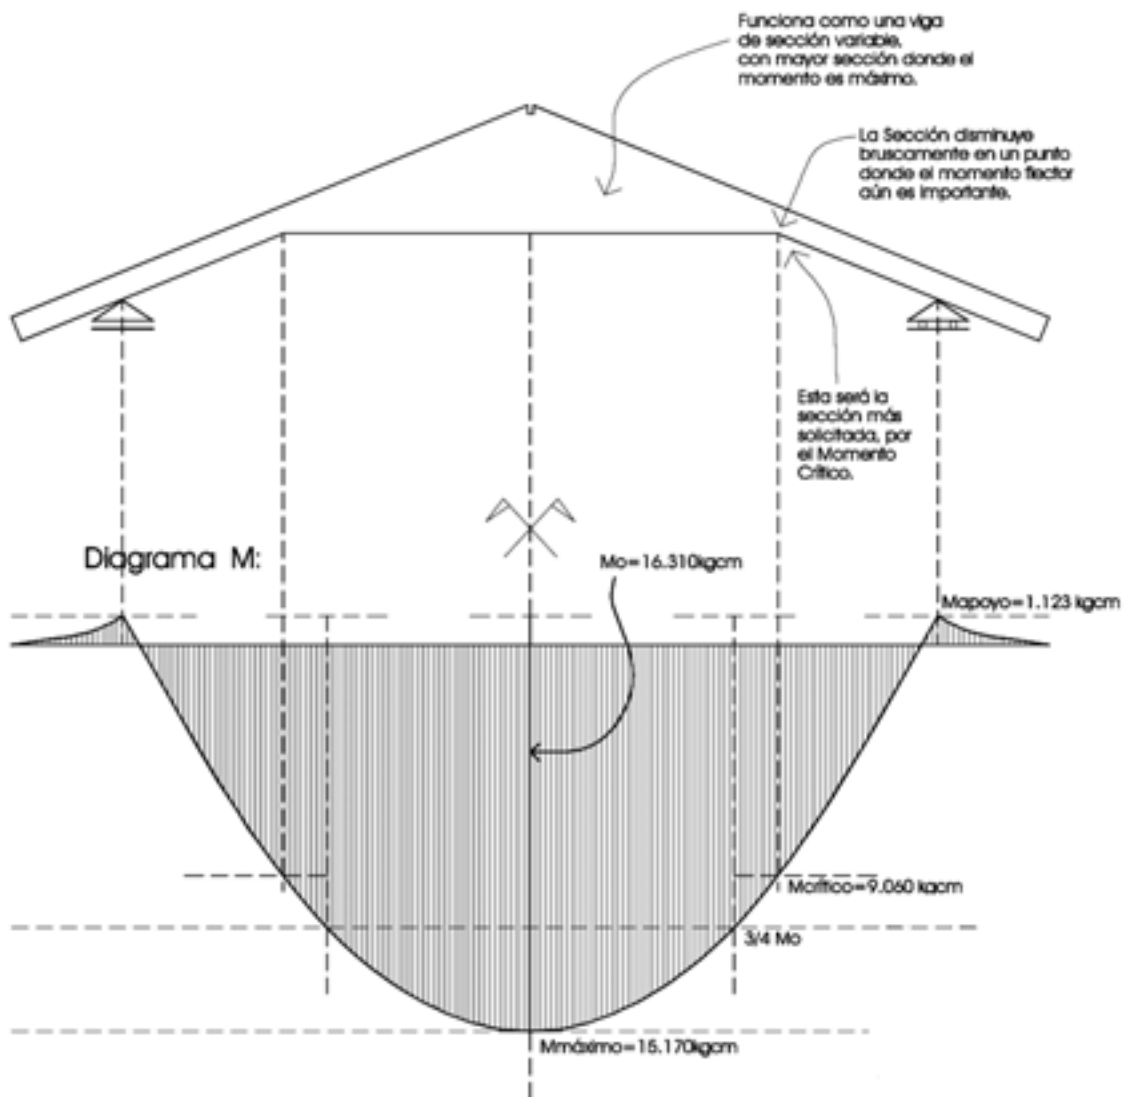 Funciona como una viga
de sección variable,
con mayor sección donde el
momento es máximo.
La Sección disminuye
bruscamente en un punto
donde el momento flector
aún es importante.
Esta será la
sección más
solicitada, por
el Momento
Crítico.
Diagrama M:
Mo=16.310kgcm
Mapoyo=1.123 kgcm
Mcrítico=9.060 kgcm
3/4 Mo
Mmáximo=15.170kgcm